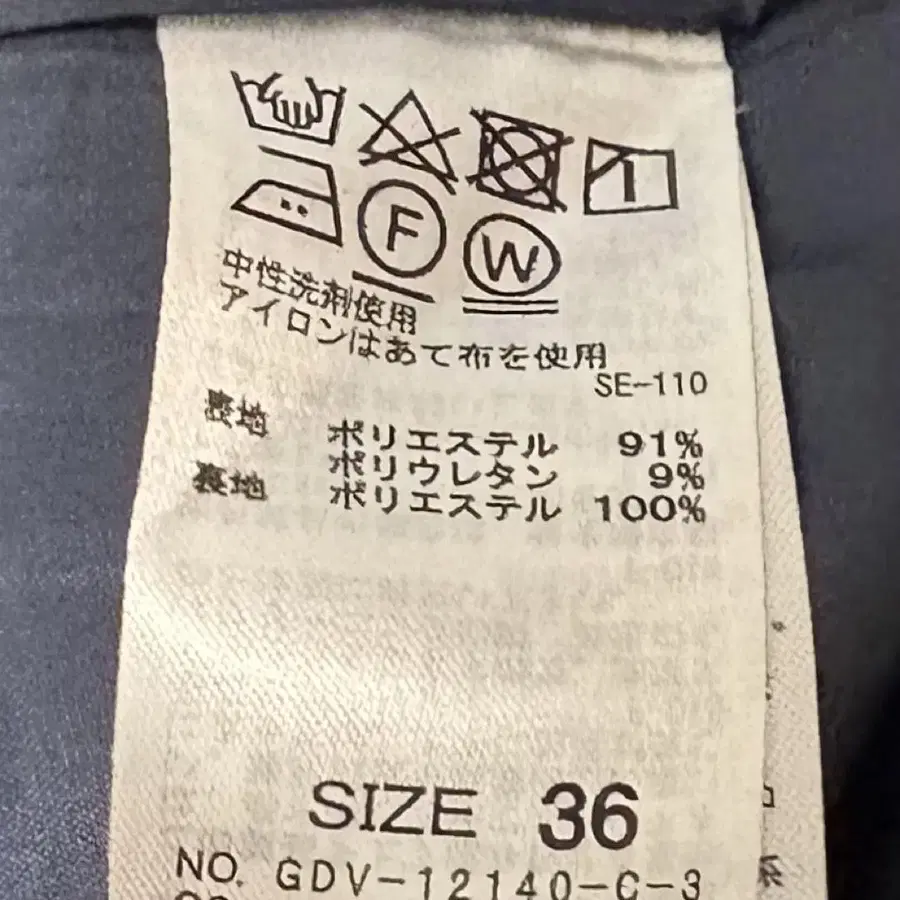 F W
中性洗剤使用
アイロンはあて布を使用
SE-110
表地 ポリエステル 91%
ポリウレタン 9%
裏地 ポリエステル 100%
SIZE 36
NO. GDV-12140-C-3